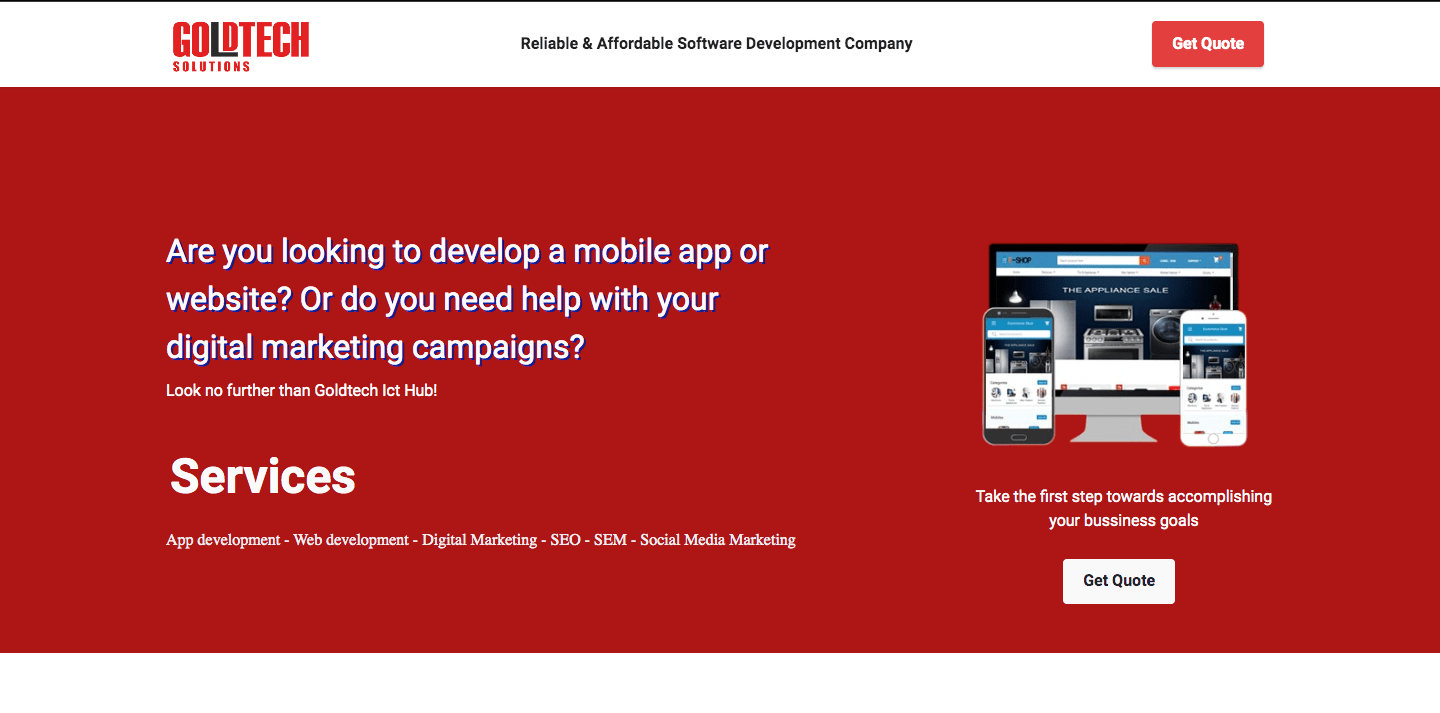 GOLDTECH
SOLUTIONS
Reliable & Affordable Software Development Company
Get Quote
Are you looking to develop a mobile app or
website? Or do you need help with your
digital marketing campaigns?
Look no further than Goldtech Ict Hub!
Services
App development - Web development - Digital Marketing - SEO - SEM - Social Media Marketing
THE APPLIANCE SALE
Take the first step towards accomplishing
your bussiness goals
Get Quote